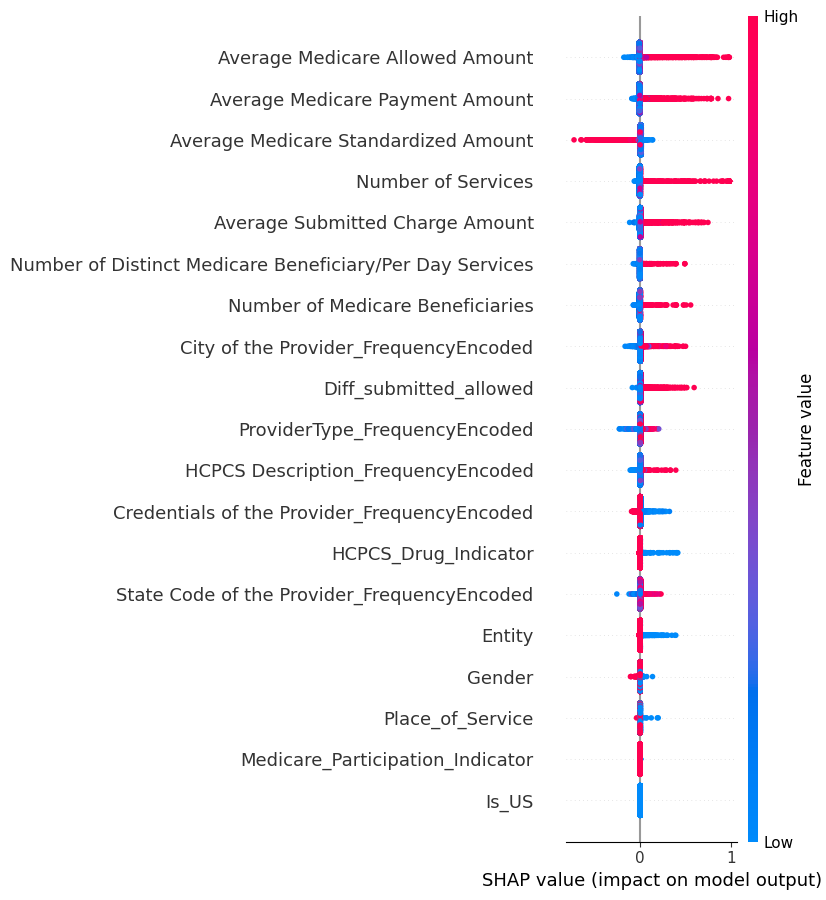 High
Average Medicare Allowed Amount
Average Medicare Payment Amount
Average Medicare Standardized Amount
Number of Services
Average Submitted Charge Amount
Number of Distinct Medicare Beneficiary/Per Day Services
Number of Medicare Beneficiaries
City of the Provider_FrequencyEncoded
Diff_submitted_allowed
ProviderType_FrequencyEncoded
HCPCS Description_FrequencyEncoded
Credentials of the Provider_FrequencyEncoded
HCPCS_Drug_Indicator
State Code of the Provider_FrequencyEncoded
Entity
Gender
Place_of_Service
Medicare_Participation_Indicator
Is_US
Feature value
Low
0 1
SHAP value (impact on model output)